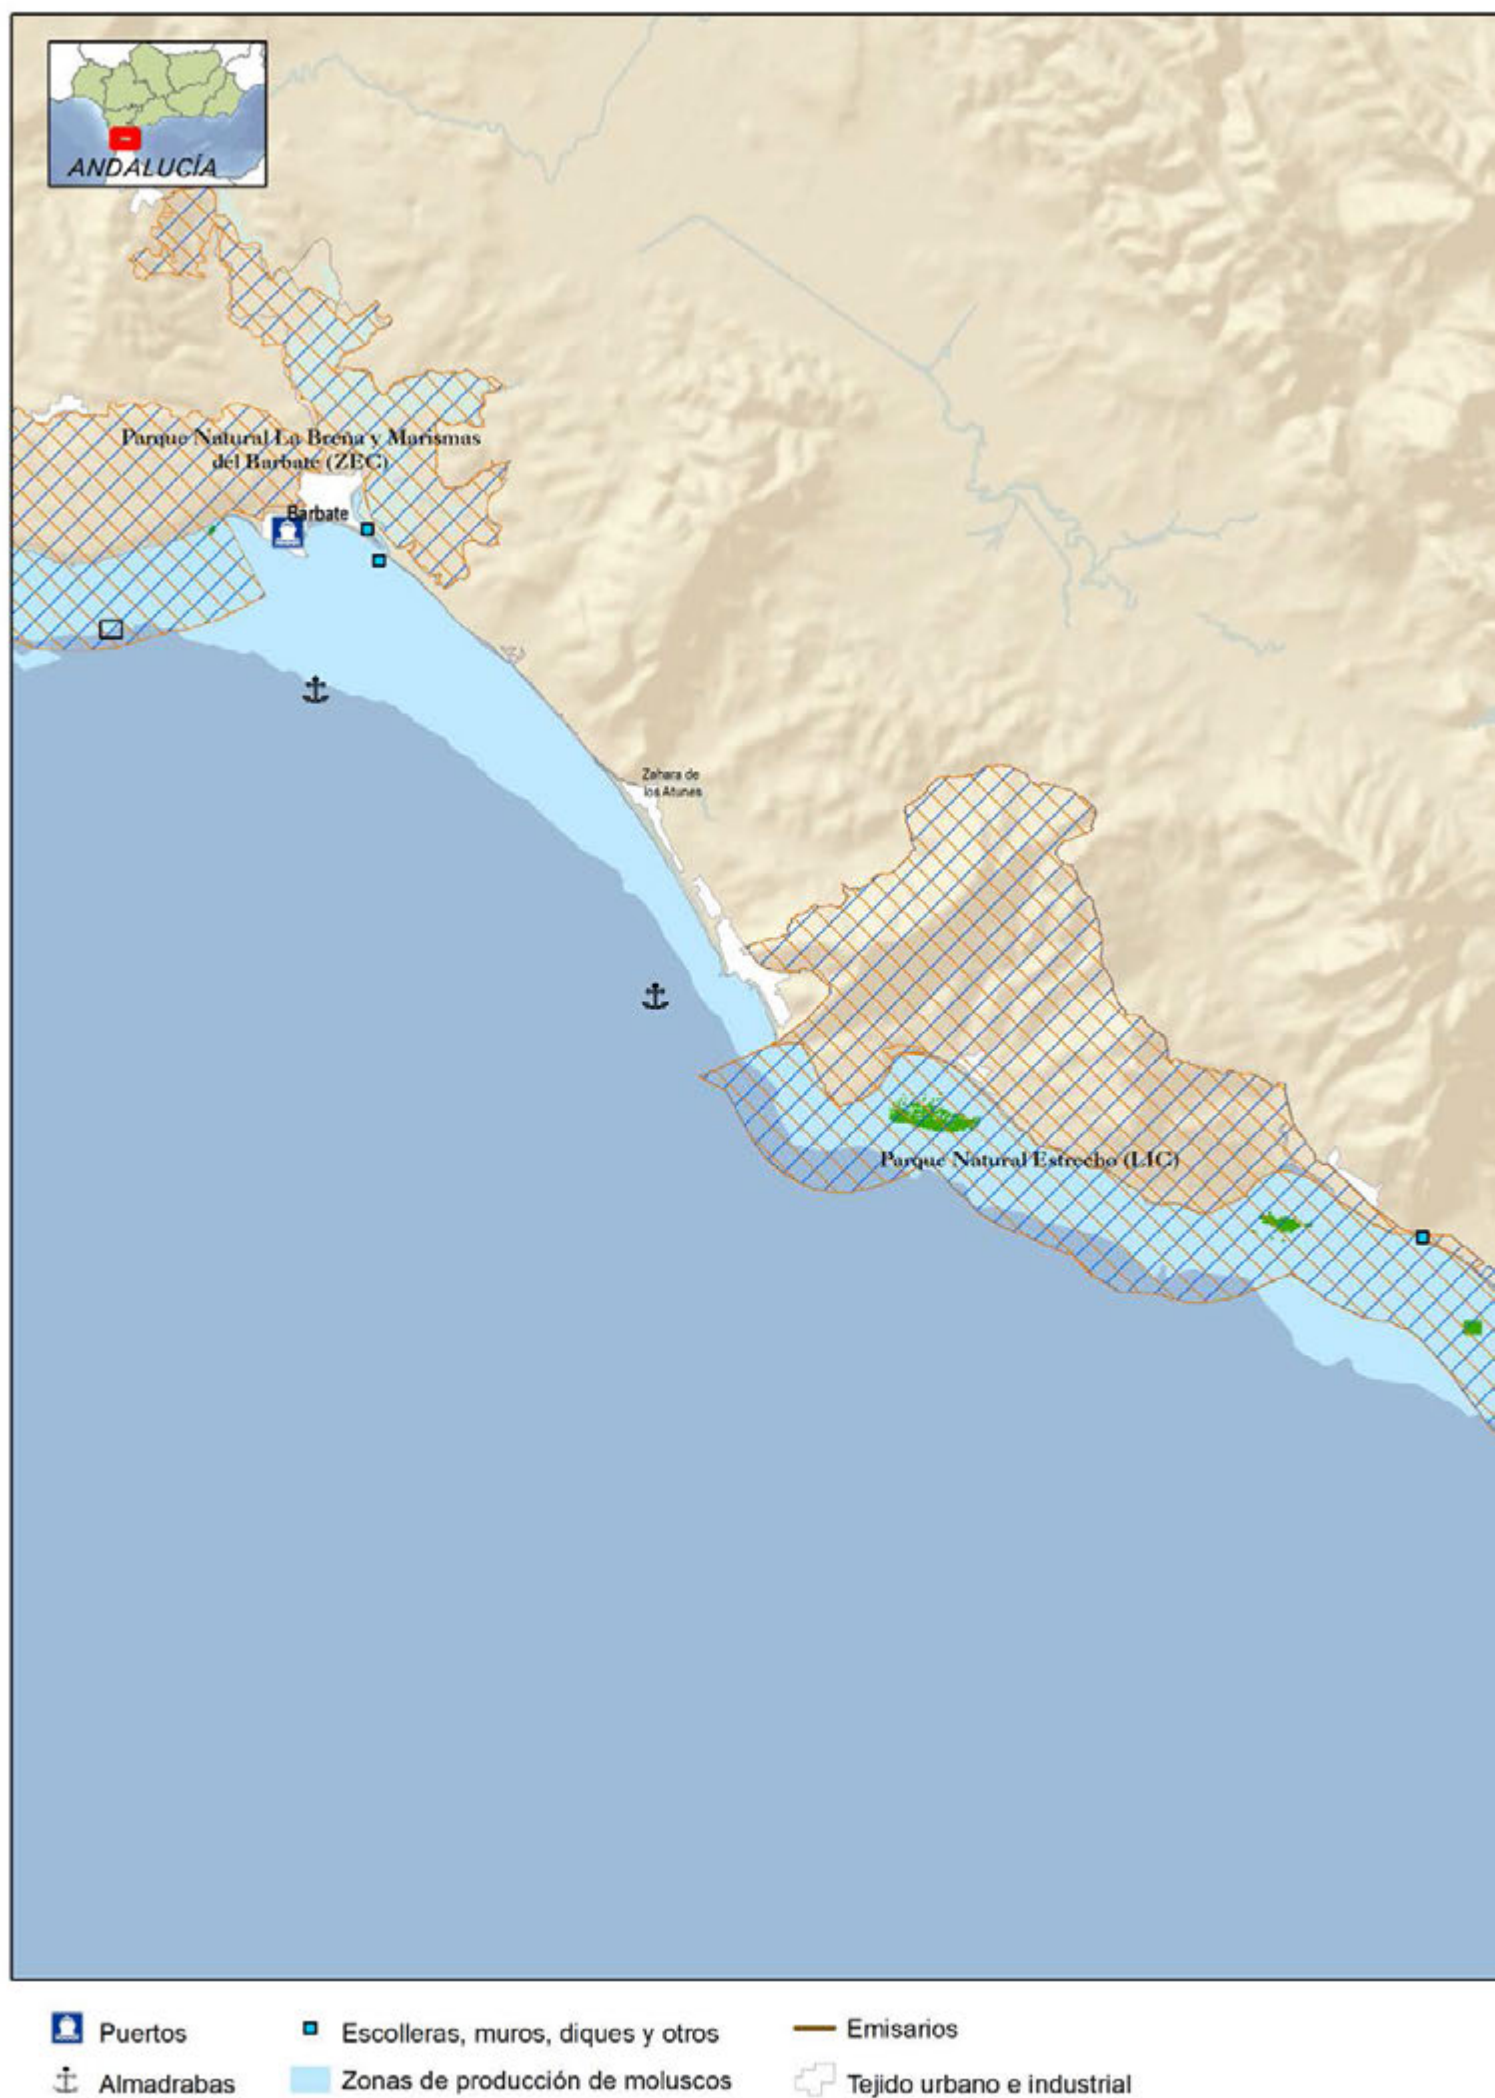 ANDALUCÍA
Parque Natural La Breña y Marismas
del Barbate (ZEC)
Barbate
Zahara de
los Atunes
Parque Natural Estrecho (LIC)
Puertos
Escolleras, muros, diques y otros
Emisarios
Almadrabas
Zonas de producción de moluscos
Tejido urbano e industrial